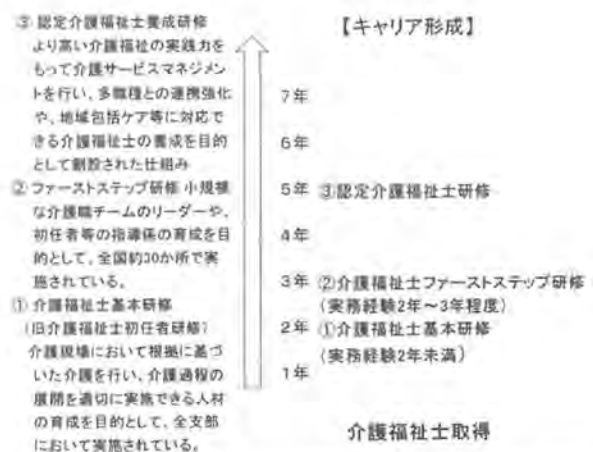 ③ 認定介護福祉士養成研修
より高い介護福祉の実践力を
もって介護サービスマネジメン
トを行い、多職種との連携強化
や、地域包括ケア等に対応で
きる介護福祉士の養成を目的
として創設された仕組み
② ファーストステップ研修 小規模
な介護職チームのリーダーや、
初任者等の指導係の育成を目
的として、全国約30か所で実
施されている。
① 介護福祉士基本研修
(旧介護福祉士初任者研修)
介護現場において根拠に基づ
いた介護を行い、介護過程の
展開を適切に実施できる人材
の育成を目的として、全支部
において実施されている。
【キャリア形成】
7年
6年
5年 ③認定介護福祉士研修
4年
3年 ②介護福祉士ファーストステップ研修
(実務経験2年～3年程度)
2年 ①介護福祉士基本研修
(実務経験2年未満)
1年
介護福祉士取得